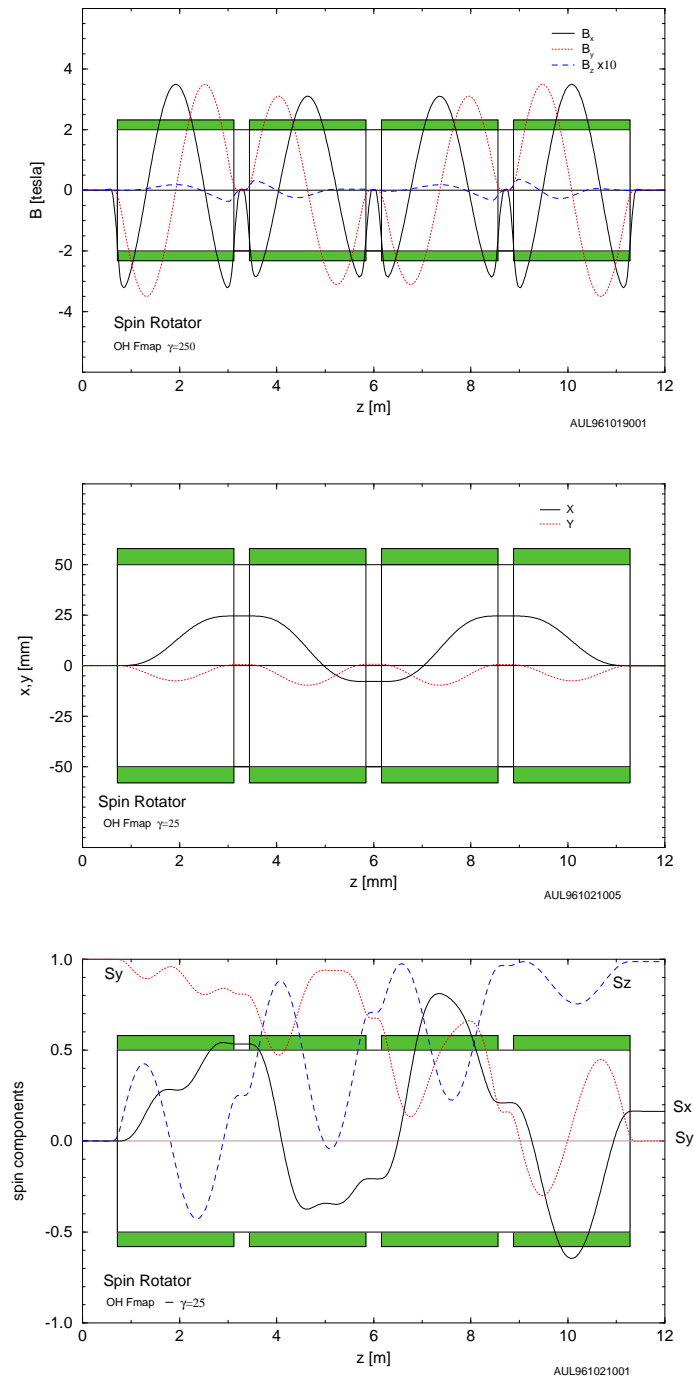 B_x
B_y
B_z x10
4
2
0
-2
-4
B [tesla]
Spin Rotator
OH Fmap γ=250
0 2 4 6 8 10 12
z [m]
AUL961019001
X
Y
50
25
0
-25
-50
x,y [mm]
Spin Rotator
OH Fmap γ=25
0 2 4 6 8 10 12
z [mm]
AUL961021005
1.0
Sy Sz
0.5
Sx
0.0 Sy
-0.5
-1.0
spin components
Spin Rotator
OH Fmap – γ=25
0 2 4 6 8 10 12
z [m]
AUL961021001